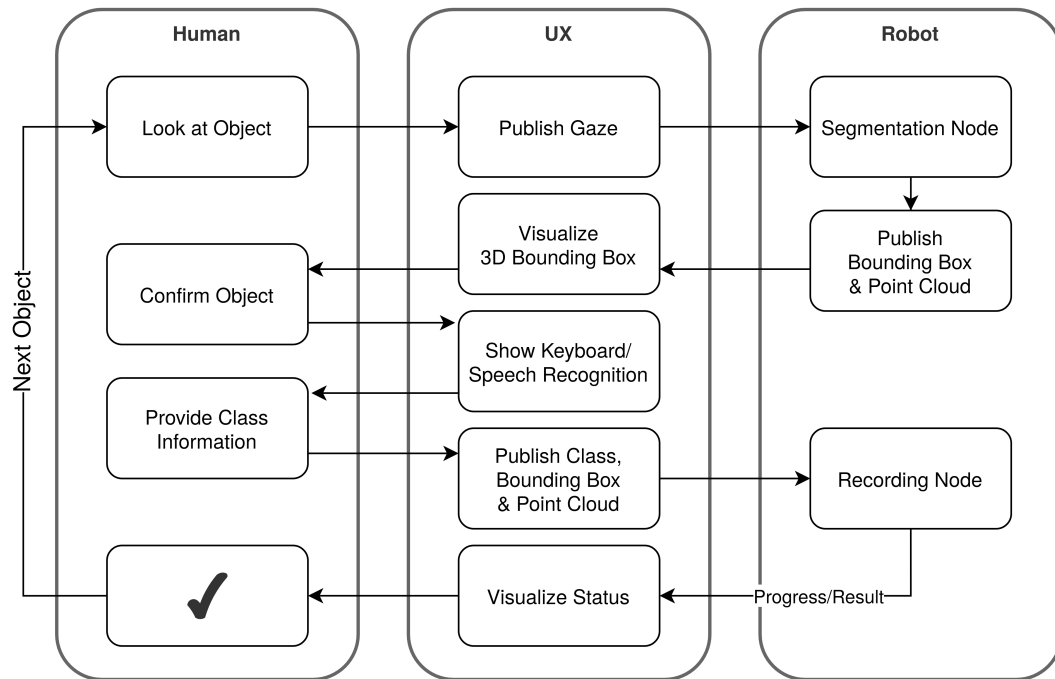 Human
UX
Robot
Look at Object
Publish Gaze
Segmentation Node
Visualize
3D Bounding Box
Publish
Bounding Box
& Point Cloud
Confirm Object
Show Keyboard/
Speech Recognition
Provide Class
Information
Publish Class,
Bounding Box
& Point Cloud
Recording Node
Visualize Status
Progress/Result
Next Object